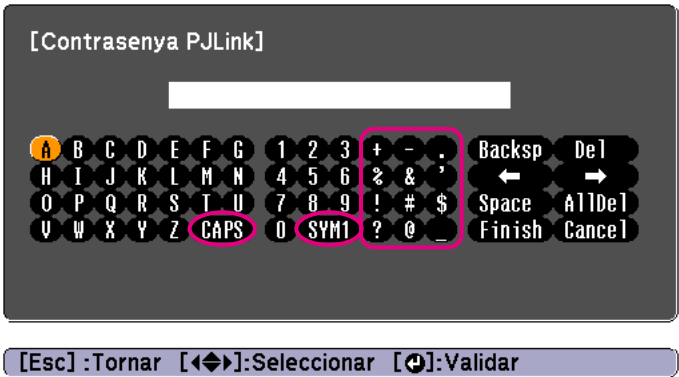 [Contrasenya PJLink]
A B C D E F G 1 2 3 + - . Backsp Del
H I J K L M N 4 5 6 % & ' ← →
O P Q R S T U 7 8 9 ! # $ Space AllDel
V W X Y Z CAPS 0 SYM1 ? @ _ Finish Cancel
[Esc] :Tornar [◀◆▶]:Seleccionar [↵]:Validar